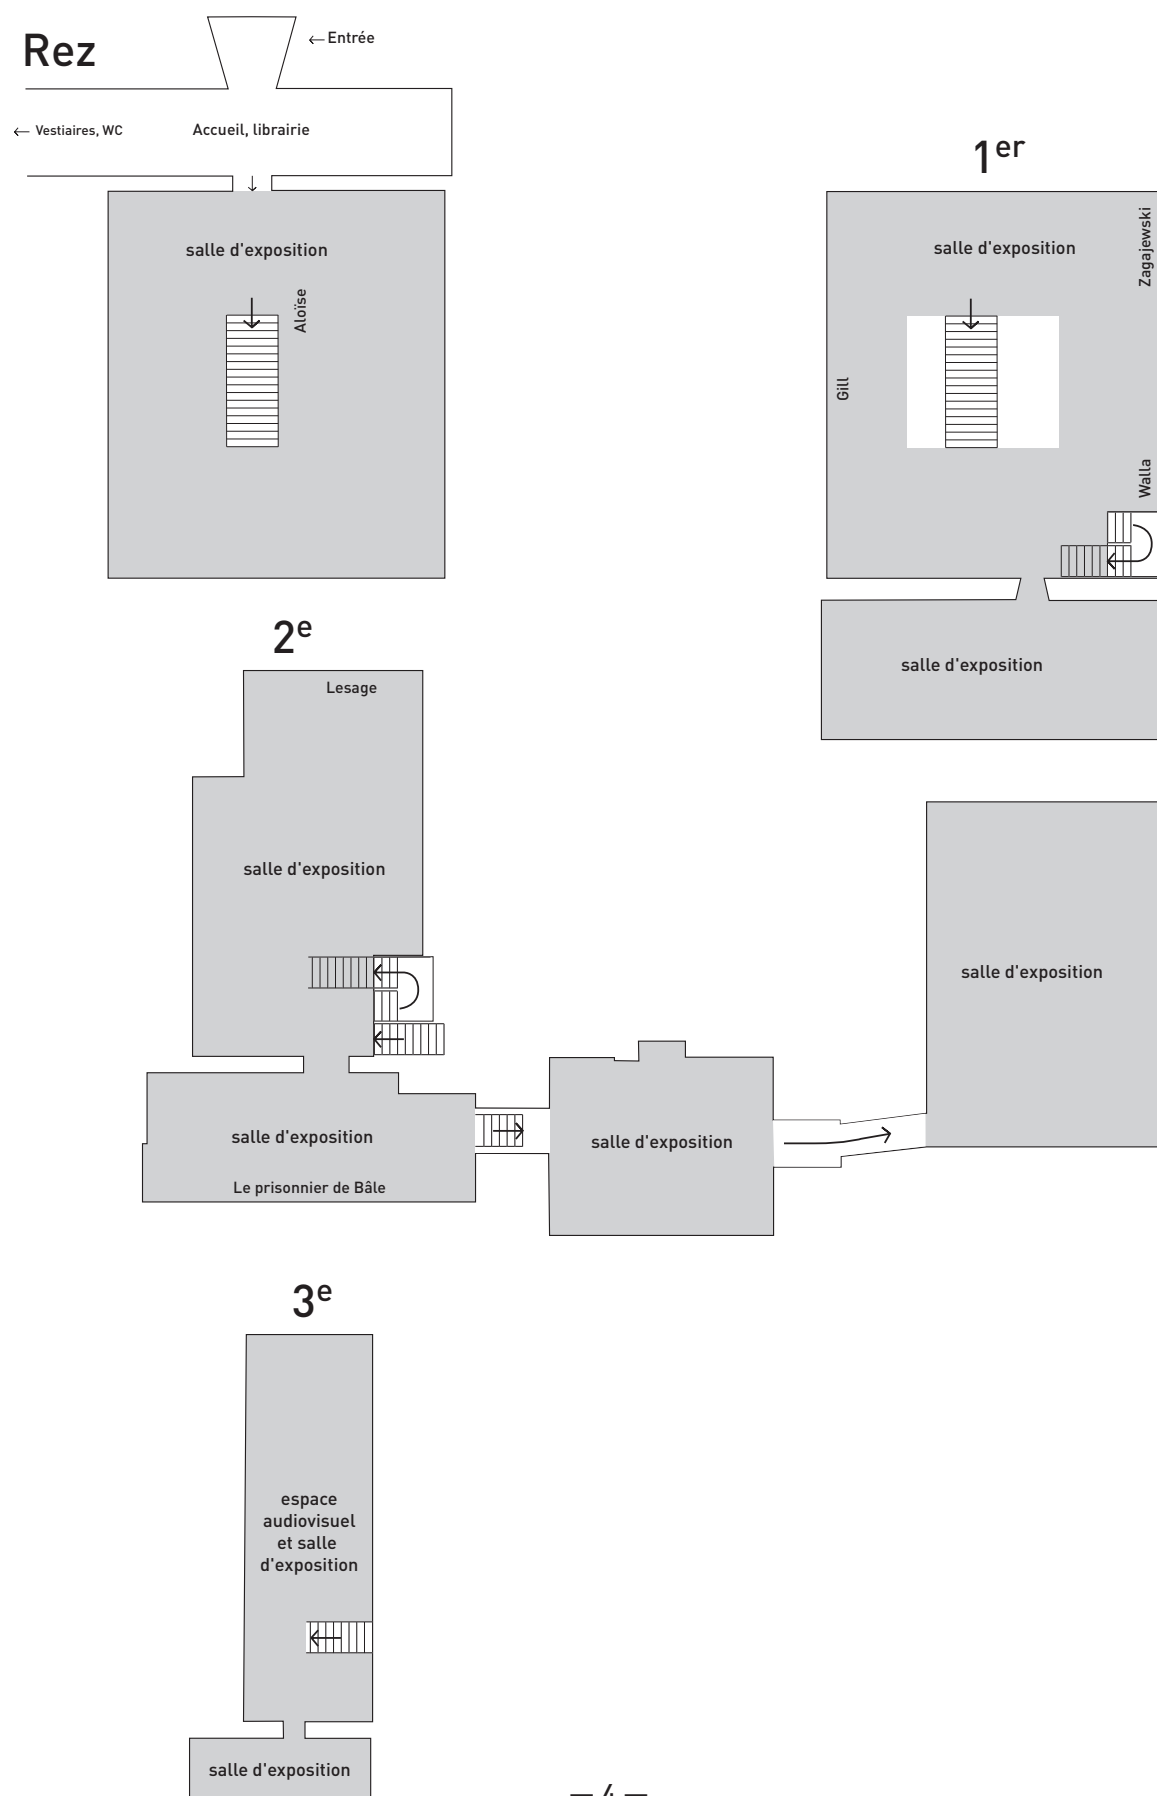 Rez
← Entrée
← Vestiaires, WC
Accueil, librairie
salle d'exposition
Aloïse
1er
salle d'exposition
Zagajewski
Gill
Walla
salle d'exposition
2e
Lesage
salle d'exposition
salle d'exposition
Le prisonnier de Bâle
salle d'exposition
salle d'exposition
3e
espace
audiovisuel
et salle
d'exposition
salle d'exposition
— 4 —